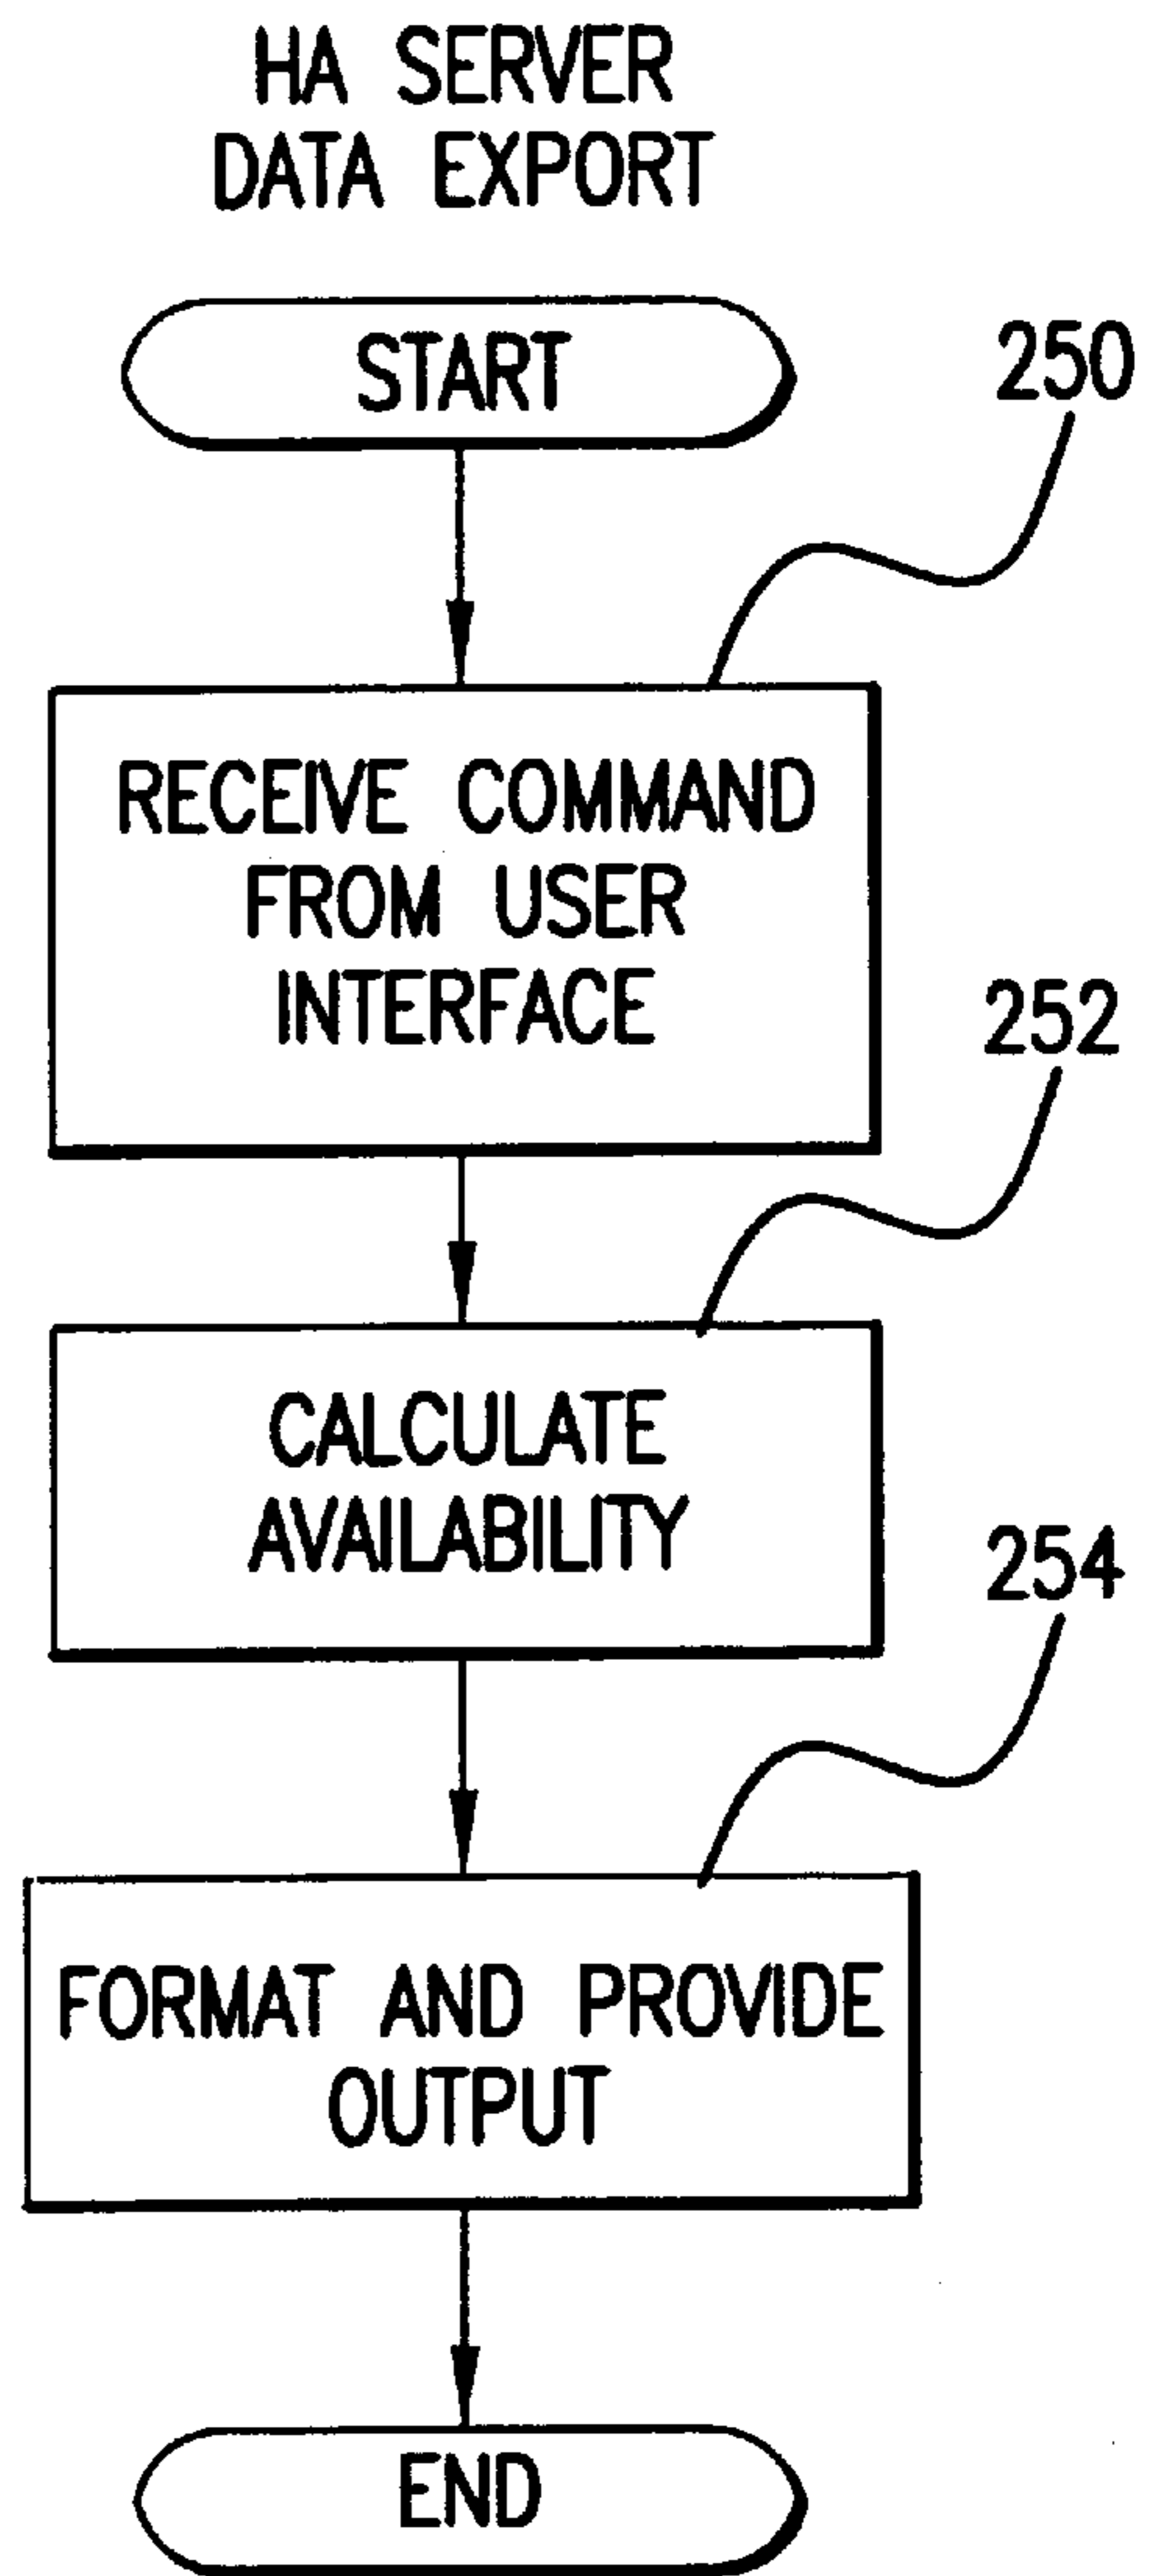 HA SERVER
DATA EXPORT
START
250
RECEIVE COMMAND
FROM USER
INTERFACE
252
CALCULATE
AVAILABILITY
254
FORMAT AND PROVIDE
OUTPUT
END